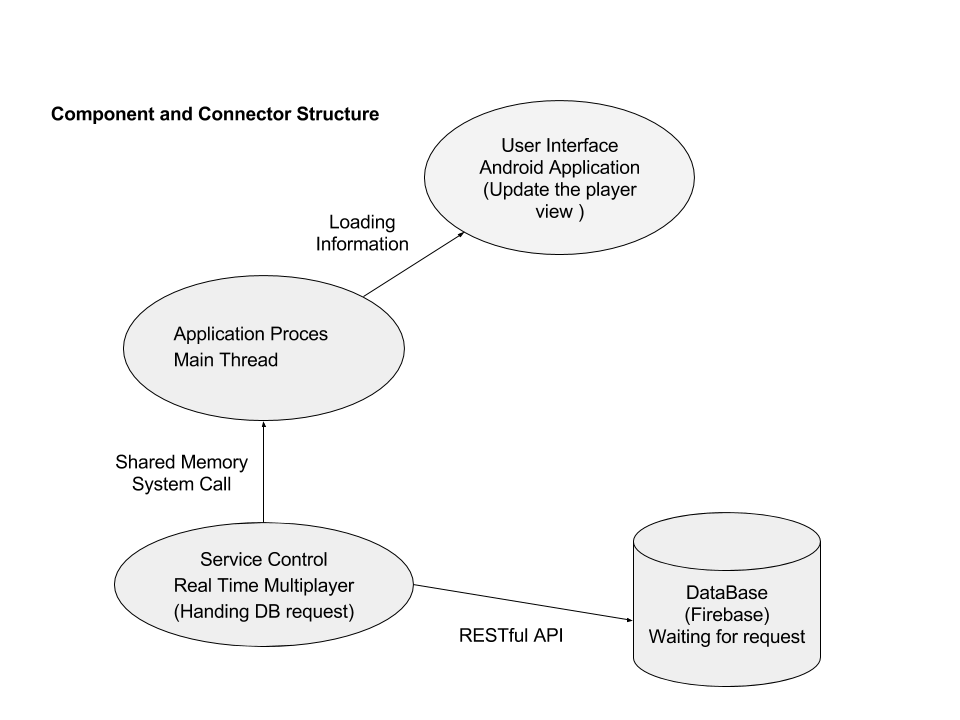 Component and Connector Structure
User Interface
Android Application
(Update the player
view )
Loading
Information
Application Proces
Main Thread
Shared Memory
System Call
Service Control
Real Time Multiplayer
(Handing DB request)
RESTful API
DataBase
(Firebase)
Waiting for request